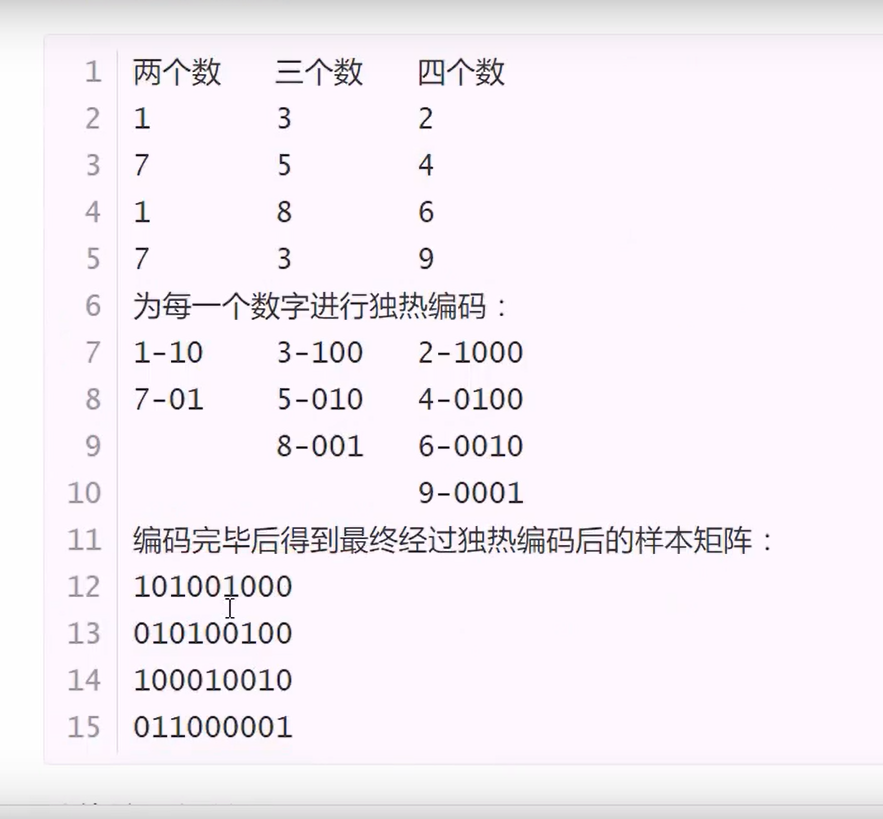 1 两个数 三个数 四个数
2 1 3 2
3 7 5 4
4 1 8 6
5 7 3 9
6 为每一个数字进行独热编码：
7 1-10 3-100 2-1000
8 7-01 5-010 4-0100
9 8-001 6-0010
10 9-0001
11 编码完毕后得到最终经过独热编码后的样本矩阵：
12 101001000
13 010100100
14 100010010
15 011000001